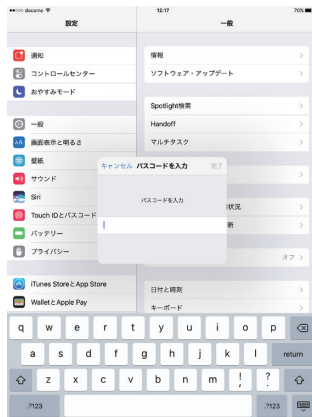 docomo 12:17 70%
設定 一般
通知
コントロールセンター
おやすみモード
一般
画面表示と明るさ
壁紙
サウンド
Siri
Touch IDとパスコード
バッテリー
プライバシー
iTunes StoreとApp Store
WalletとApple Pay
情報
ソフトウェア・アップデート
Spotlight検索
Handoff
マルチタスク
状況
新
オフ
日付と時刻
キーボード
キャンセル パスコードを入力 完了
パスコードを入力
q w e r t y u i o p
a s d f g h j k l return
z x c v b n m ! , ? .
.?123 .?123